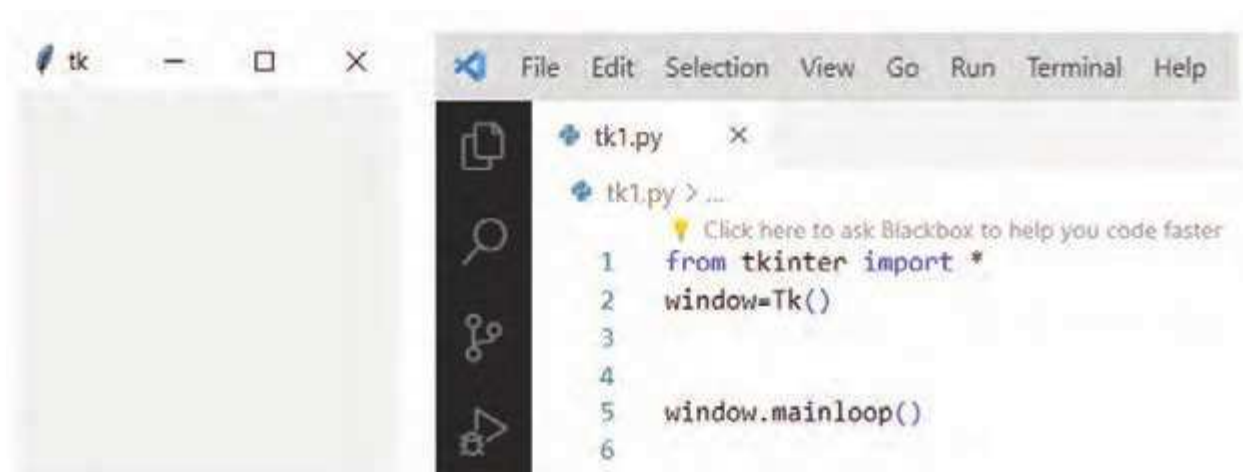 tk
File Edit Selection View Go Run Terminal Help
tk1.py
tk1.py > ...
Click here to ask Blackbox to help you code faster
1 from tkinter import *
2 window=Tk()
3
4
5 window.mainloop()
6